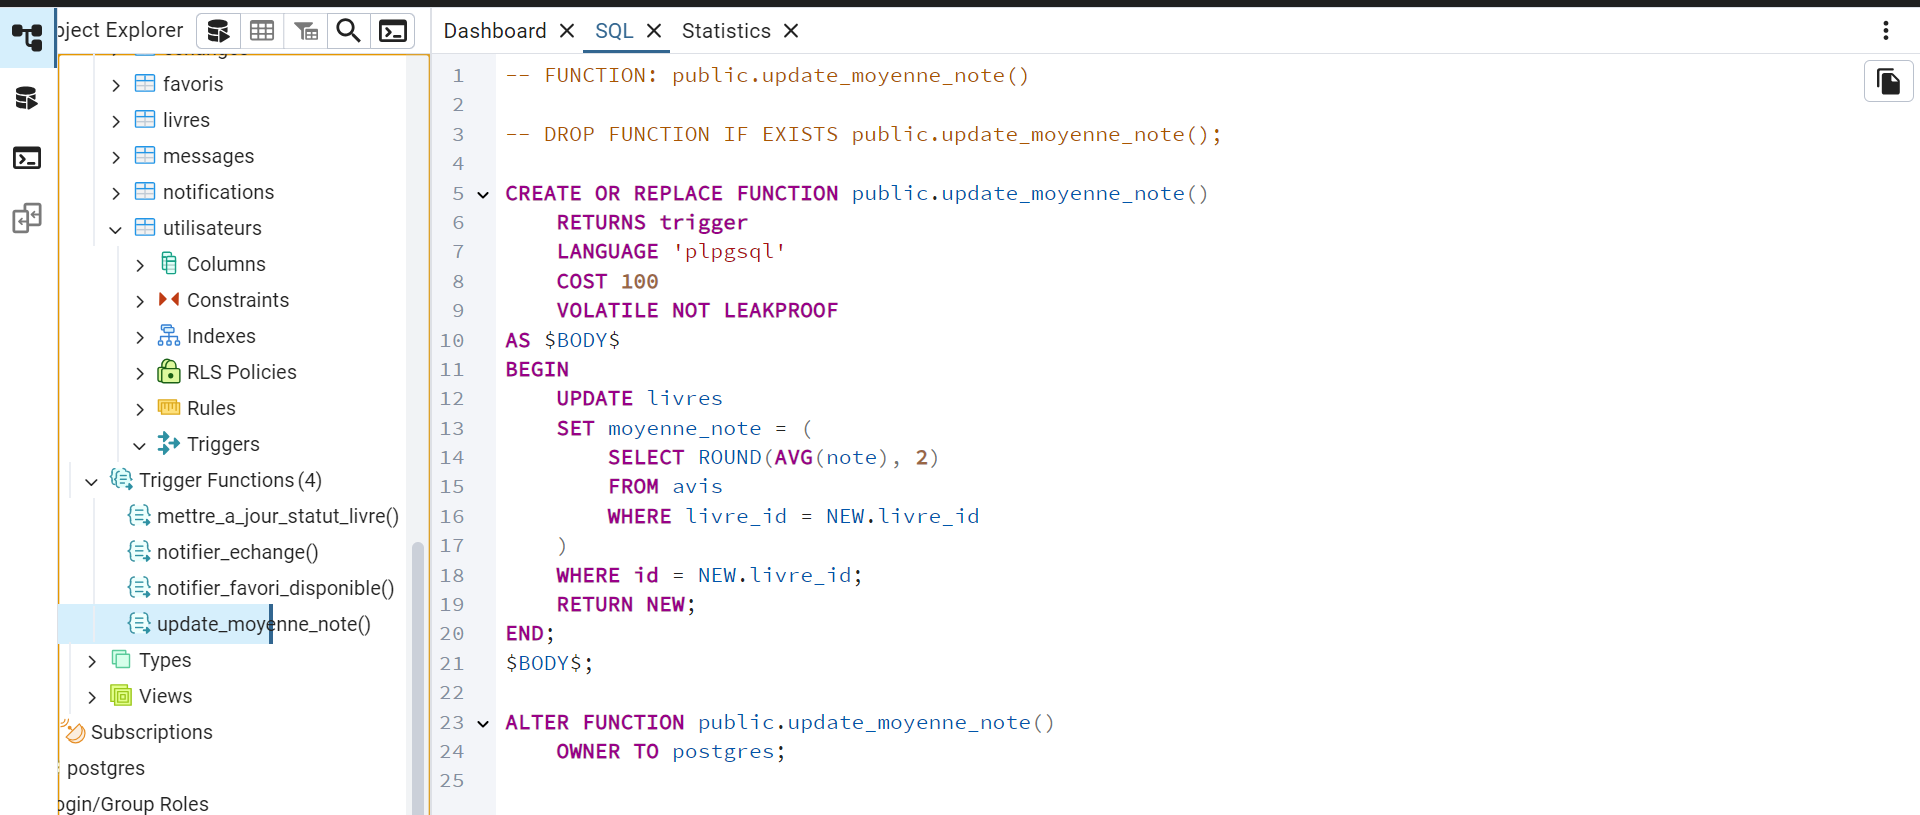 Object Explorer
Dashboard
SQL
Statistics
favoris
livres
messages
notifications
utilisateurs
Columns
Constraints
Indexes
RLS Policies
Rules
Triggers
Trigger Functions (4)
mettre_a_jour_statut_livre()
notifier_echange()
notifier_favori_disponible()
update_moyenne_note()
Types
Views
Subscriptions
postgres
ogin/Group Roles
1 -- FUNCTION: public.update_moyenne_note()
2
3 -- DROP FUNCTION IF EXISTS public.update_moyenne_note();
4
5 CREATE OR REPLACE FUNCTION public.update_moyenne_note()
6 RETURNS trigger
7 LANGUAGE 'plpgsql'
8 COST 100
9 VOLATILE NOT LEAKPROOF
10 AS $BODY$
11 BEGIN
12 UPDATE livres
13 SET moyenne_note = (
14 SELECT ROUND(AVG(note), 2)
15 FROM avis
16 WHERE livre_id = NEW.livre_id
17 )
18 WHERE id = NEW.livre_id;
19 RETURN NEW;
20 END;
21 $BODY$;
22
23 ALTER FUNCTION public.update_moyenne_note()
24 OWNER TO postgres;
25